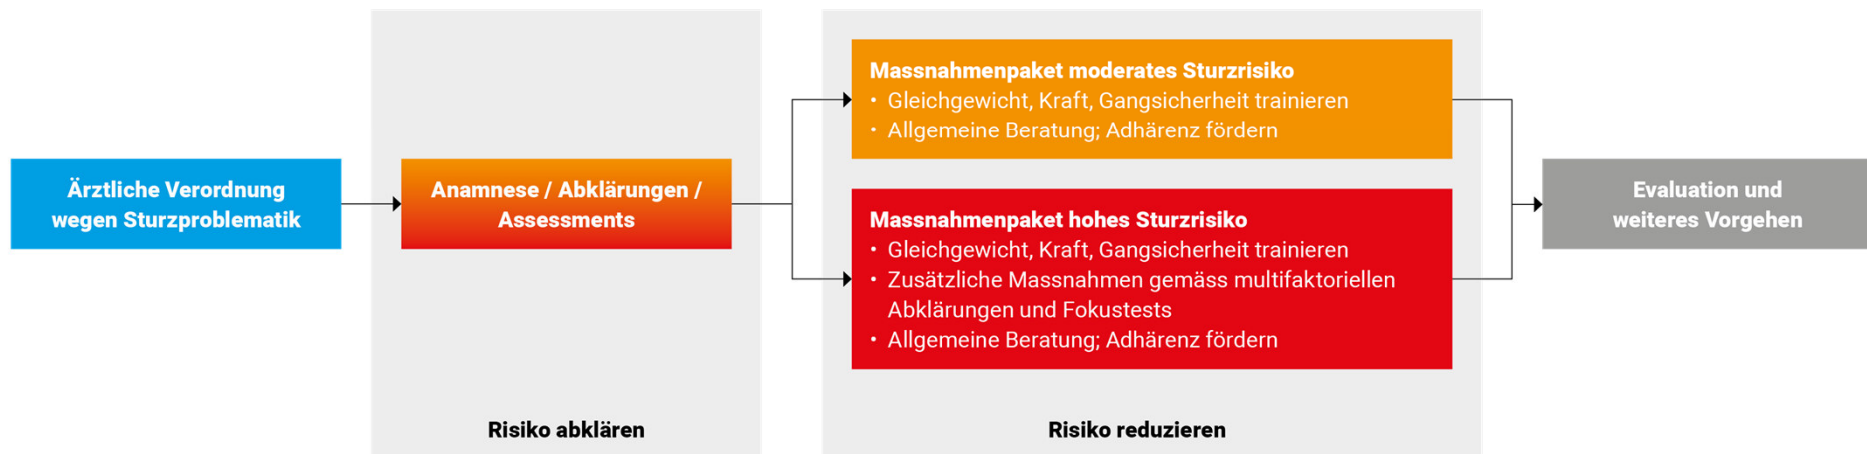 Ärztliche Verordnung
wegen Sturzproblematik
Anamnese / Abklärungen /
Assessments
Risiko abklären
Massnahmenpaket moderates Sturzrisiko
• Gleichgewicht, Kraft, Gangsicherheit trainieren
• Allgemeine Beratung; Adhärenz fördern
Massnahmenpaket hohes Sturzrisiko
• Gleichgewicht, Kraft, Gangsicherheit trainieren
• Zusätzliche Massnahmen gemäss multifaktoriellen
Abklärungen und Fokustests
• Allgemeine Beratung; Adhärenz fördern
Risiko reduzieren
Evaluation und
weiteres Vorgehen